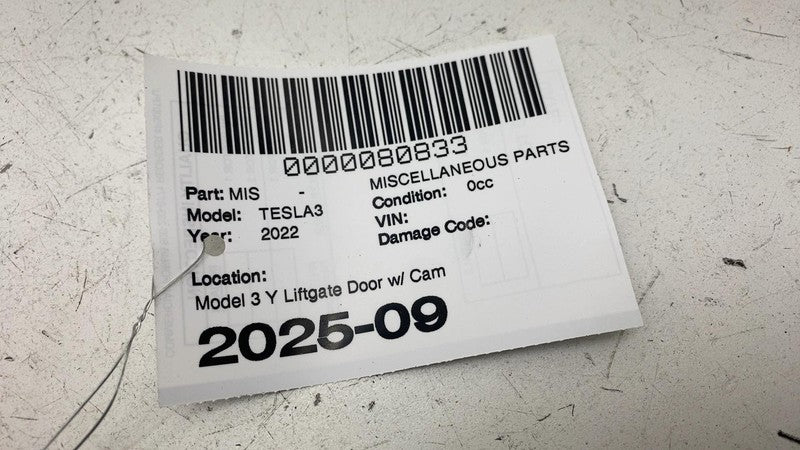 0000080833
Part: MIS - MISCELLANEOUS PARTS
Model: TESLA3 Condition: 0cc
Year: 2022 VIN:
Damage Code:
Location:
Model 3 Y Liftgate Door w/ Cam
2025-09